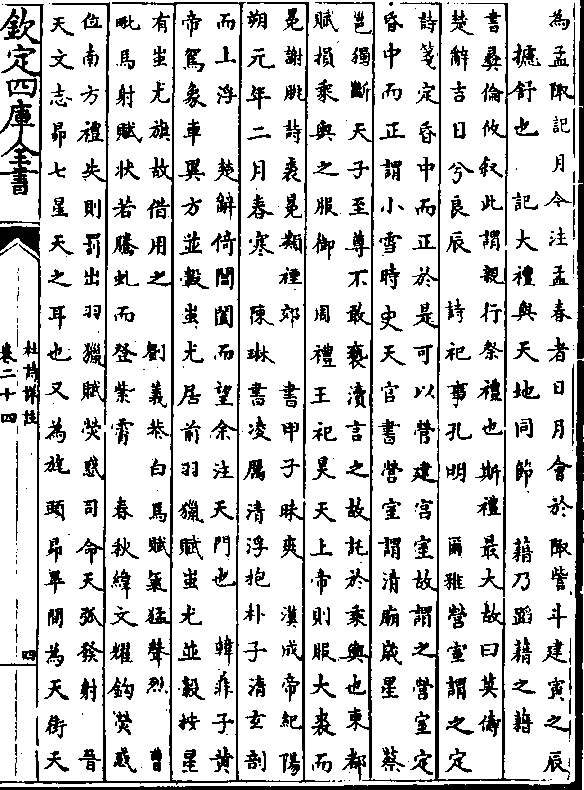 為孟陬記月令注孟春者日月會於陬訾斗建寅之辰
攄舒也　記大禮與天地同節　藉乃蹈藉之藉
書彝倫攸叙此謂親行祭禮也斯禮最大故曰英儔
楚辭吉日兮良辰　詩祀事孔明　爾雅營室謂之定
詩箋定昏中而正於是可以營建宫室故謂之營室定
昏中而正謂小雪時史天官書營室謂清廟歲星　蔡
邕獨斷天子至尊不敢褻瀆言之故託於乘輿也東都
賦損乘輿之服御　周禮王祀昊天上帝則服大裘而
冕謝朓詩裘冕類禋郊　書甲子昧爽　漢成帝紀陽
朔元年二月春寒　陳琳書凌厲清浮抱朴子清玄剖
而上浮　楚辭倚閶闔而望余注天門也　韓非子黄
帝駕象車異方並轂蚩尤居前羽獵賦蚩尤並轂按星
有蚩尤旗故借用之　劉義恭白馬賦氣猛聲烈　曹
毗馬射賦狀若騰虬而登紫霄　春秋緯文耀鈎熒惑
位南方禮失則罰出羽獵賦熒惑司命天弧發射　晉
天文志昴七星天之耳也又為旄頭昴畢間為天街天
欽定四庫全書
杜詩詳註
卷二十四
四